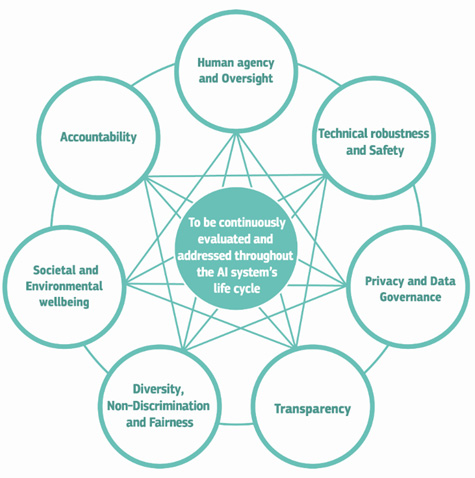 Human agency
and Oversight
Technical robustness
and Safety
Privacy and Data
Governance
Transparency
Diversity,
Non-Discrimination
and Fairness
Societal and
Environmental
wellbeing
Accountability
To be continuously
evaluated and
addressed throughout
the AI system's
life cycle